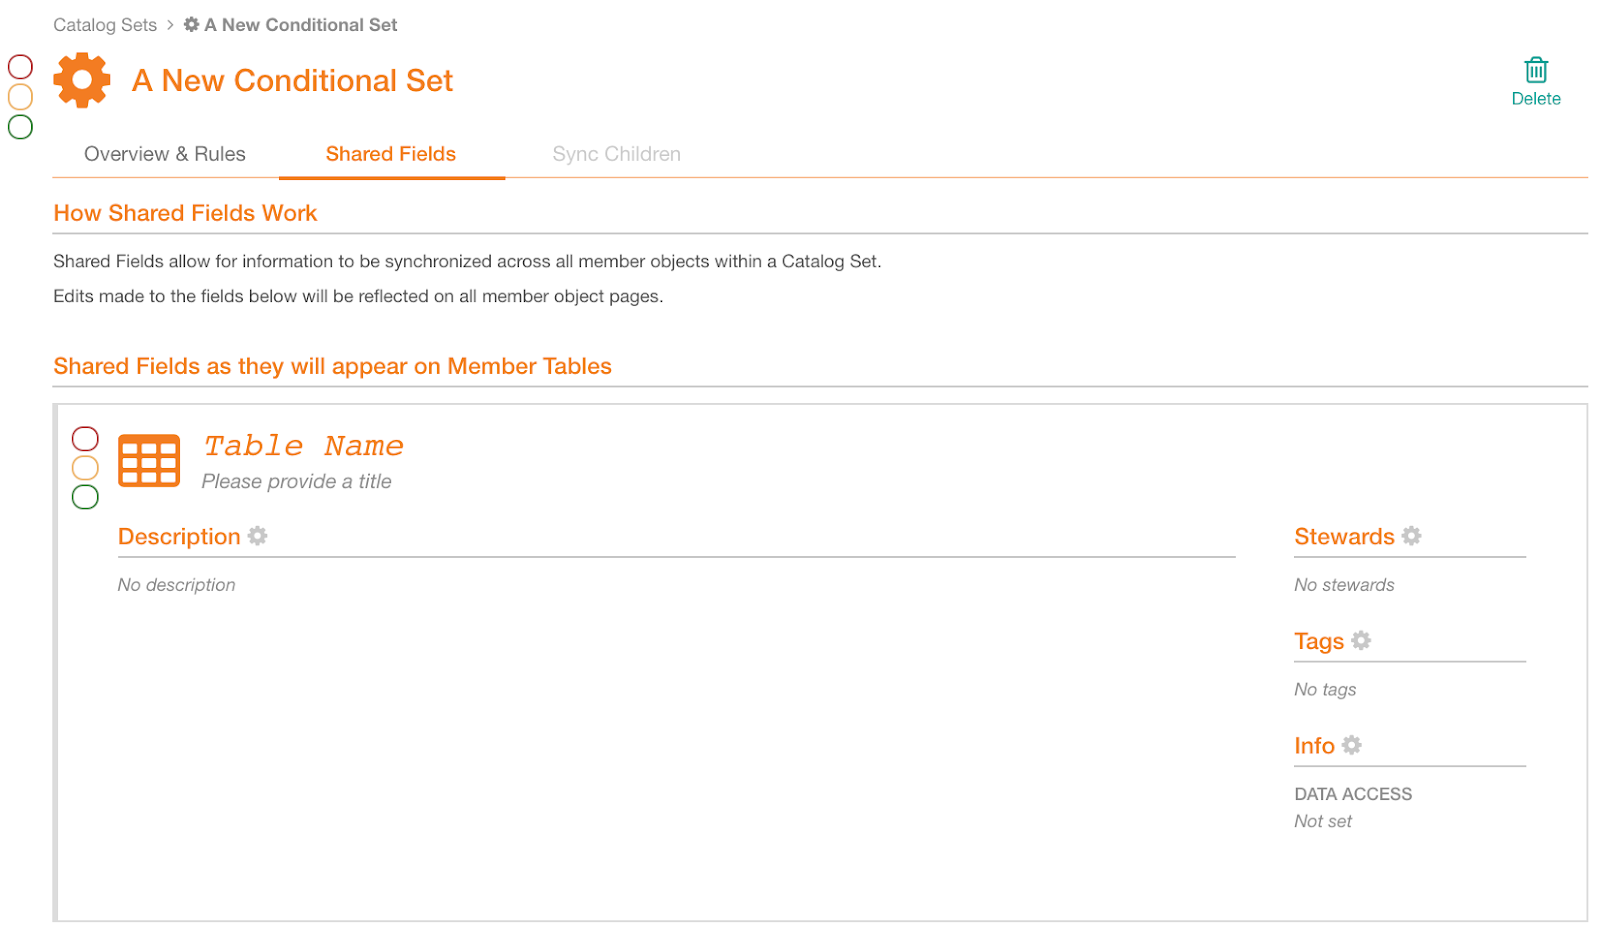 Catalog Sets > A New Conditional Set
A New Conditional Set
Delete
Overview & Rules Shared Fields Sync Children
How Shared Fields Work
Shared Fields allow for information to be synchronized across all member objects within a Catalog Set.
Edits made to the fields below will be reflected on all member object pages.
Shared Fields as they will appear on Member Tables
Table Name
Please provide a title
Description
No description
Stewards
No stewards
Tags
No tags
Info
DATA ACCESS
Not set